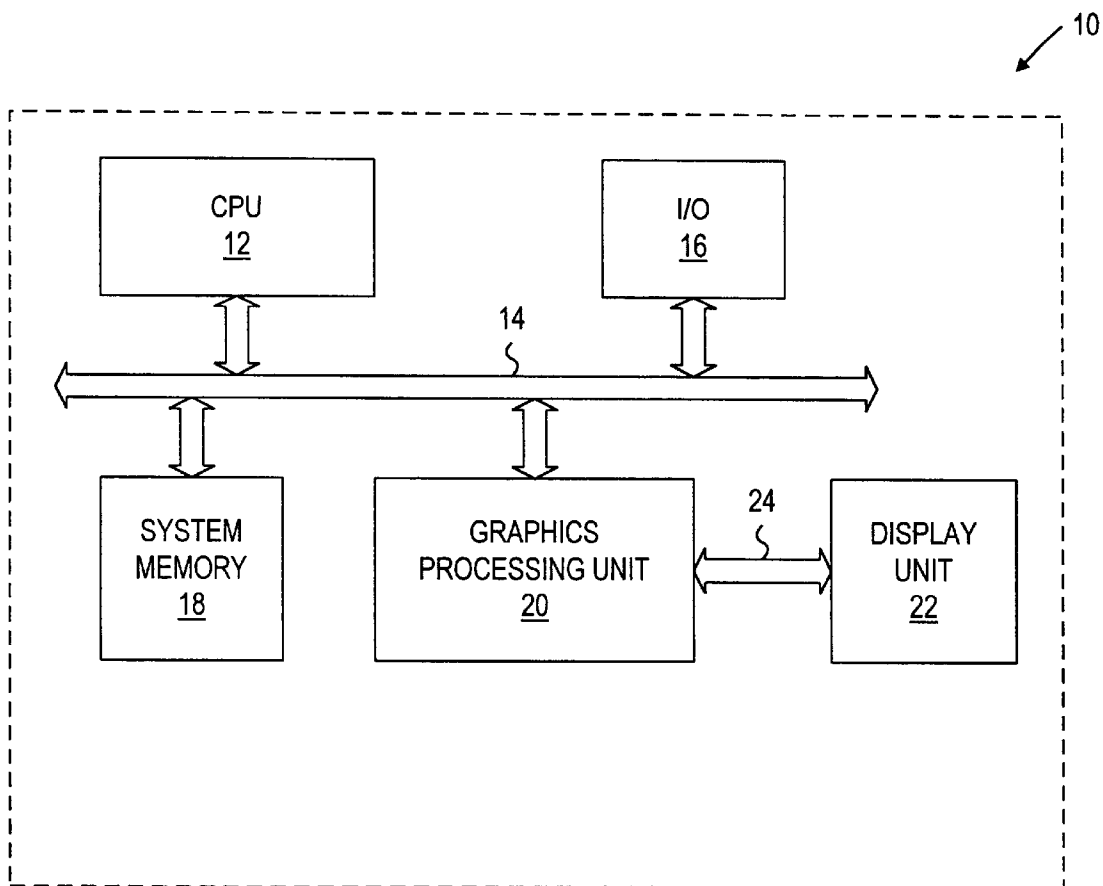 10
CPU
12
I/O
16
14
SYSTEM
MEMORY
18
GRAPHICS
PROCESSING UNIT
20
24
DISPLAY
UNIT
22